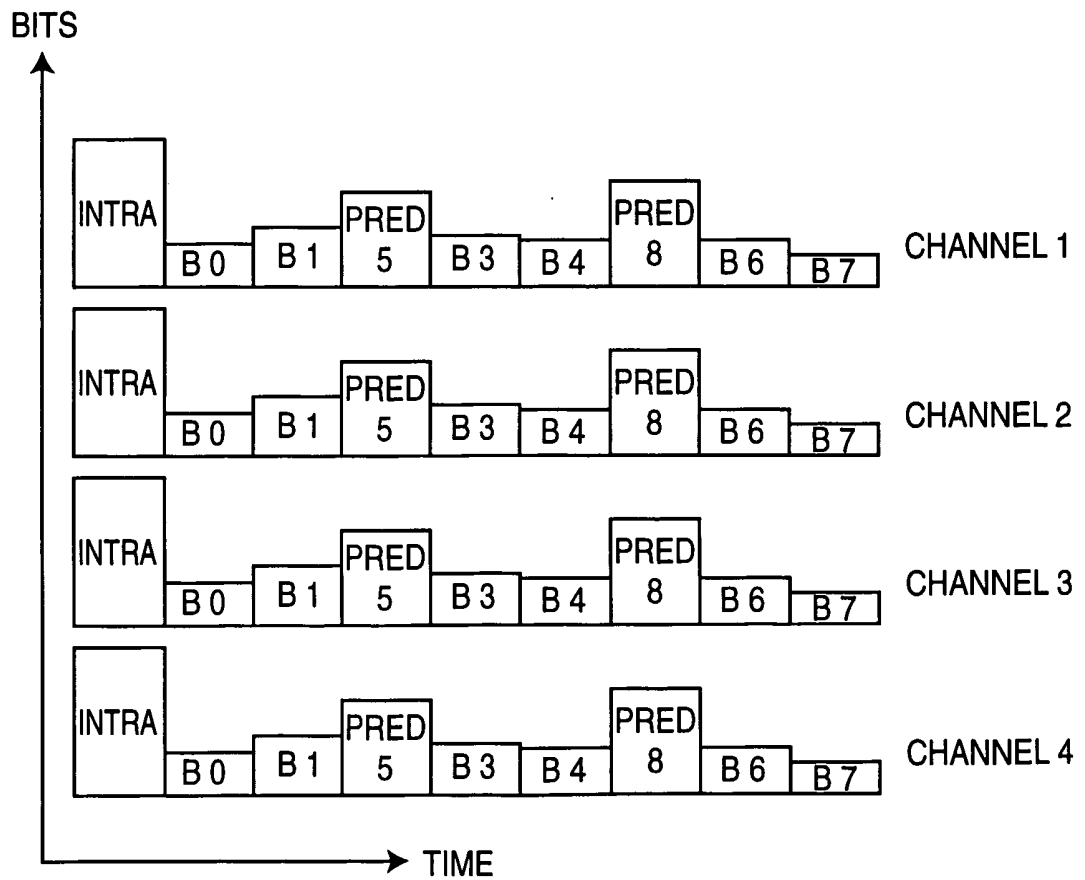 BITS
INTRA B 0 B 1 PRED 5 B 3 B 4 PRED 8 B 6 B 7 CHANNEL 1
INTRA B 0 B 1 PRED 5 B 3 B 4 PRED 8 B 6 B 7 CHANNEL 2
INTRA B 0 B 1 PRED 5 B 3 B 4 PRED 8 B 6 B 7 CHANNEL 3
INTRA B 0 B 1 PRED 5 B 3 B 4 PRED 8 B 6 B 7 CHANNEL 4
TIME